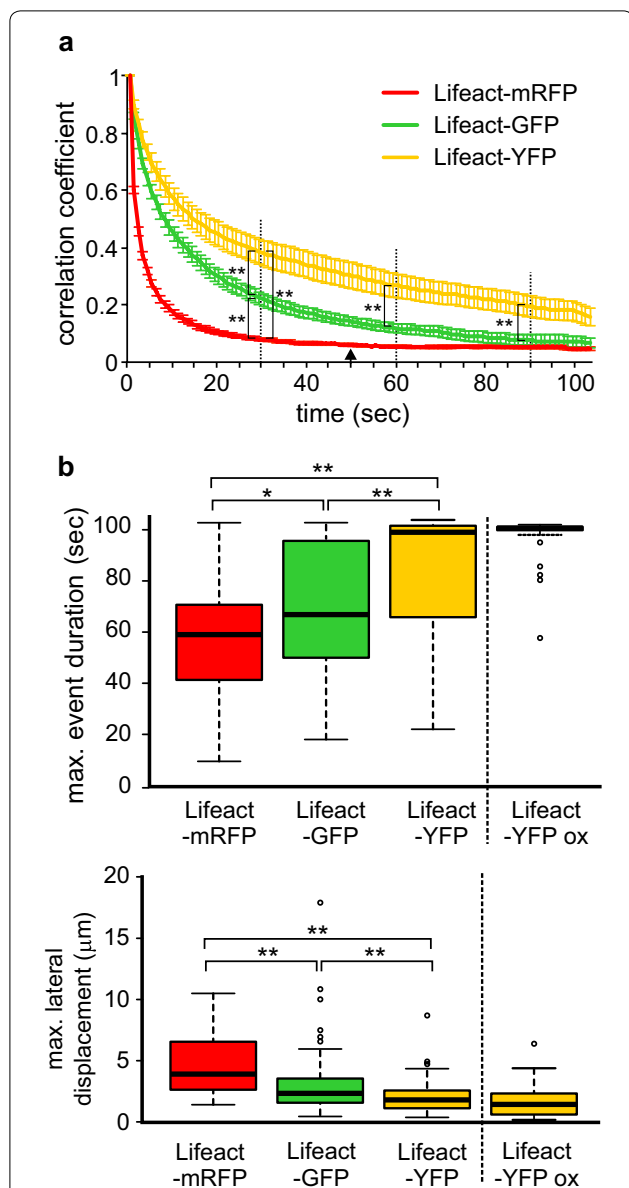 a
1
0.8
0.6
0.4
0.2
0
correlation coefficient
Lifeact-mRFP
Lifeact-GFP
Lifeact-YFP
**
**
**
**
**
0 20 40 60 80 100
time (sec)
b
**
* **
100
80
60
40
20
0
max. event duration (sec)
Lifeact Lifeact Lifeact Lifeact
-mRFP -GFP -YFP -YFP ox
20
15
10
5
0
max. lateral
displacement (μm)
**
** **
Lifeact Lifeact Lifeact Lifeact
-mRFP -GFP -YFP -YFP ox